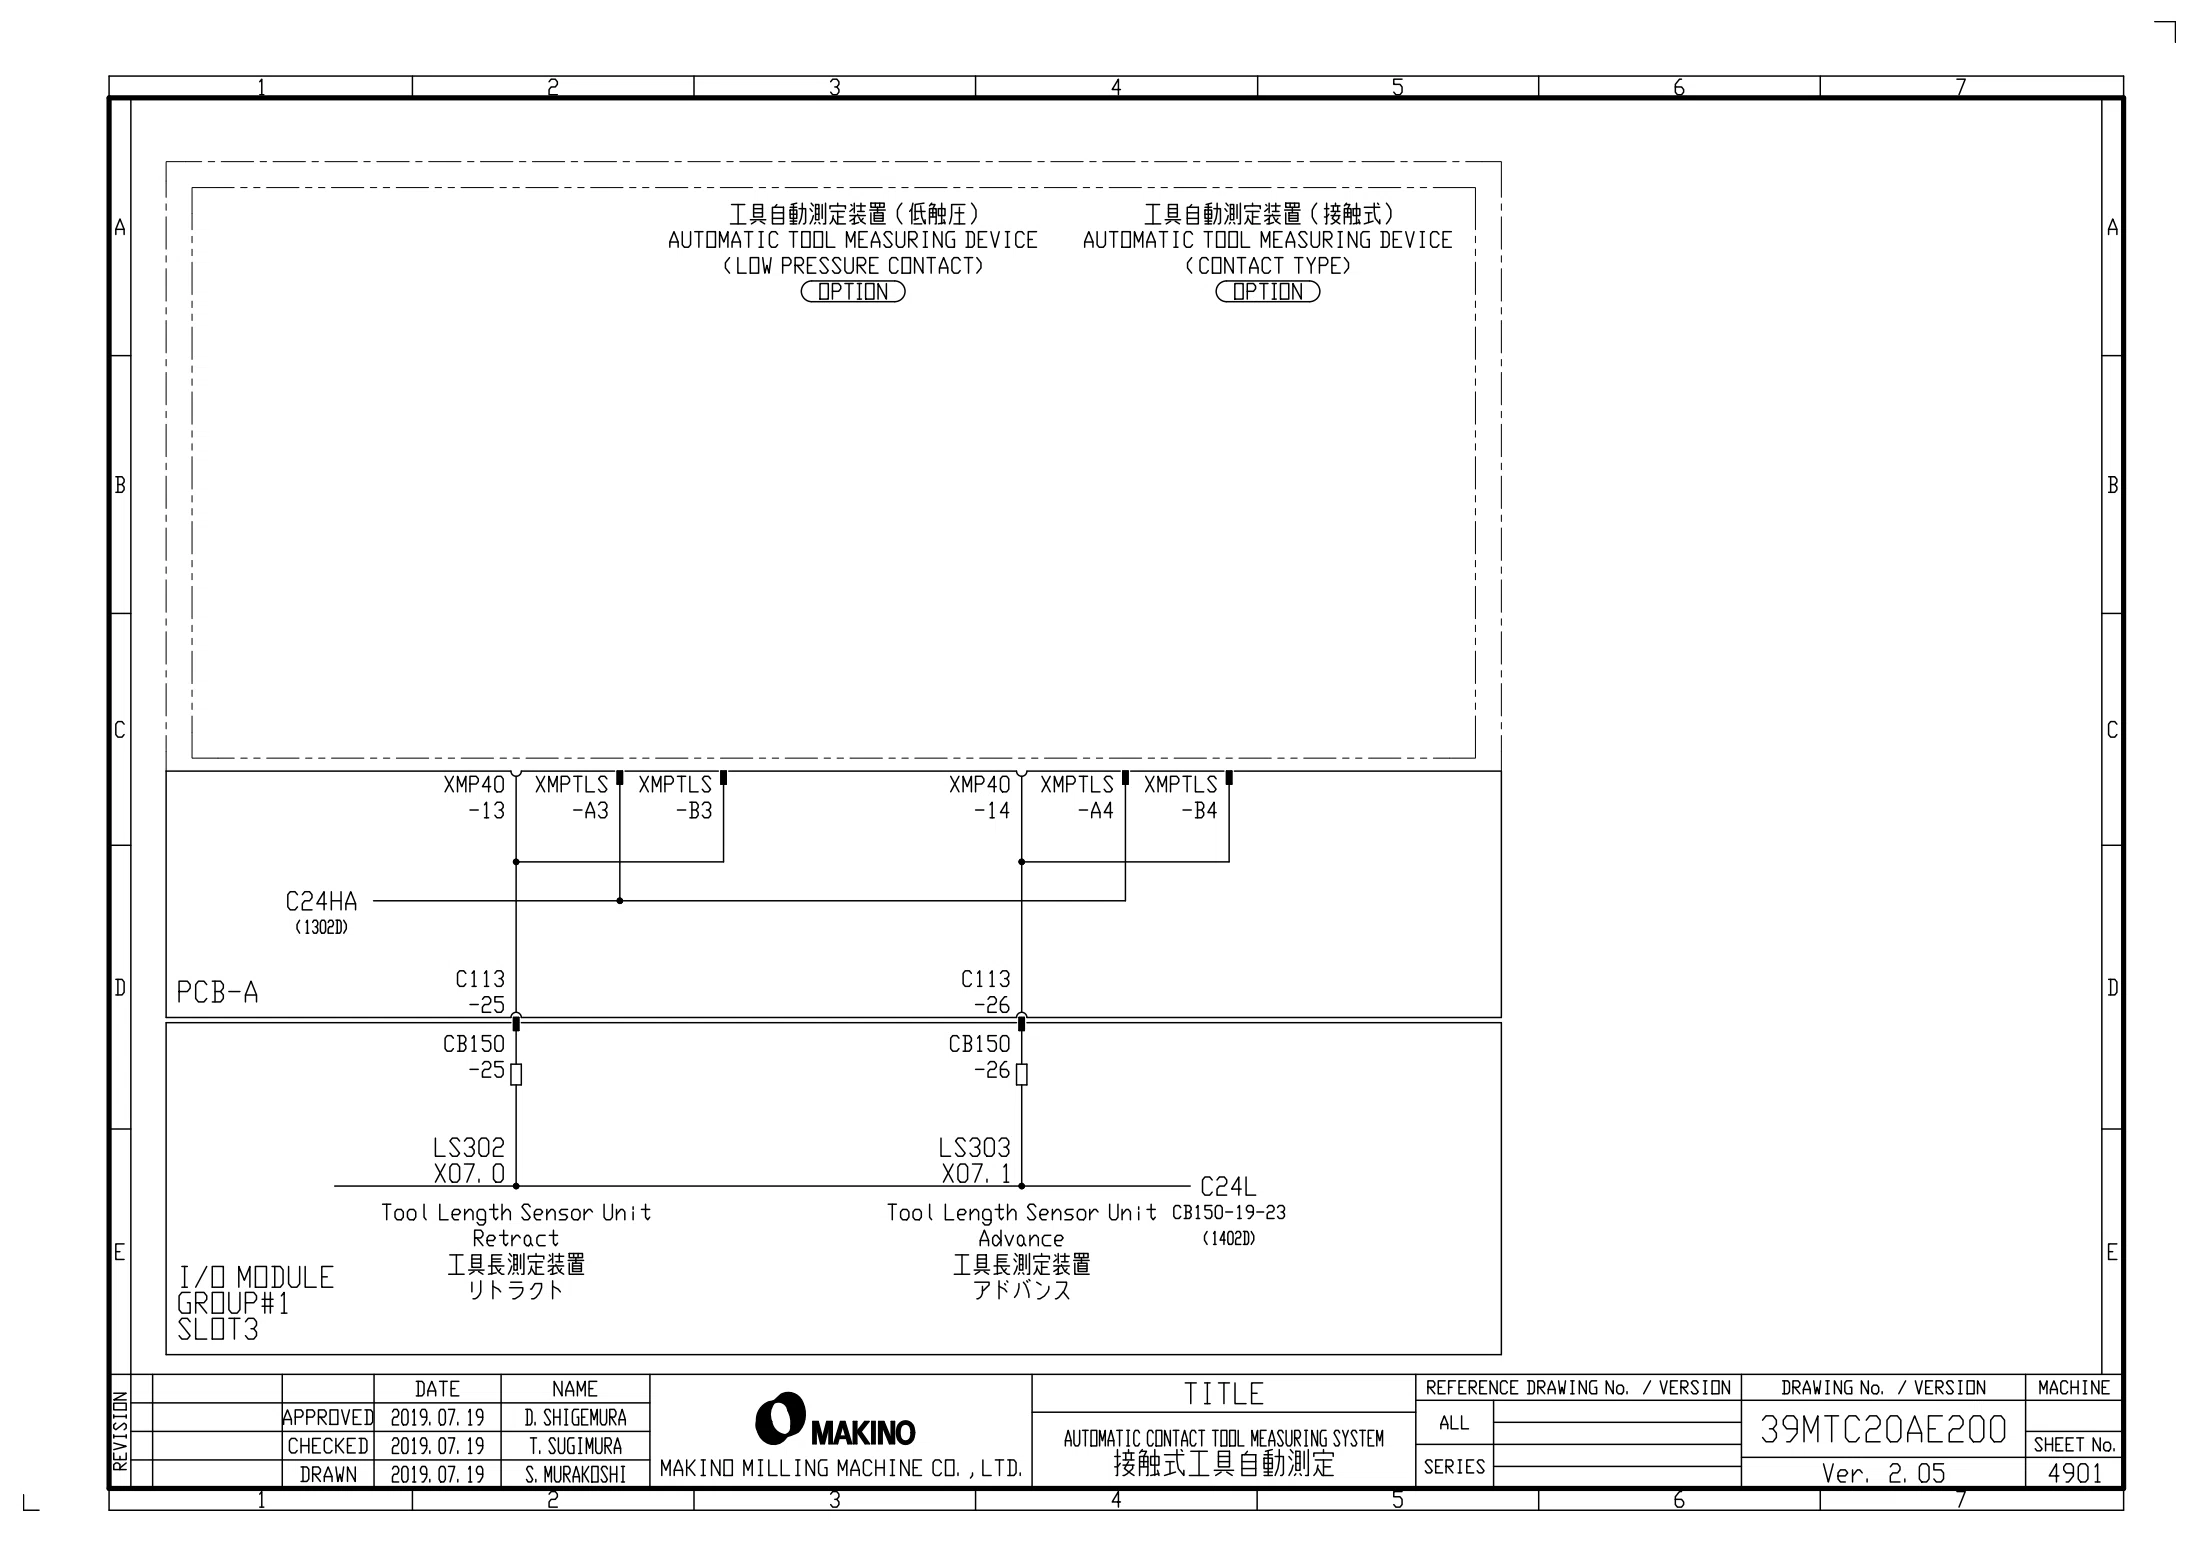 1 2 3 4 5 6 7
A A
工具自動測定装置(低触圧)
AUTOMATIC TOOL MEASURING DEVICE
(LOW PRESSURE CONTACT)
OPTION
工具自動測定装置(接触式)
AUTOMATIC TOOL MEASURING DEVICE
(CONTACT TYPE)
OPTION
B B
C C
XMP40
-13
XMPTLS
-A3
XMPTLS
-B3
XMP40
-14
XMPTLS
-A4
XMPTLS
-B4
C24HA
(1302D)
D D
PCB-A
C113
-25
C113
-26
CB150
-25
CB150
-26
LS302
X07.0
LS303
X07.1
C24L
CB150-19-23
(1402D)
Tool Length Sensor Unit
Retract
工具長測定装置
リトラクト
Tool Length Sensor Unit
Advance
工具長測定装置
アドバンス
E E
I/O MODULE
GROUP#1
SLOT3
REVISION
DATE NAME
APPROVED 2019.07.19 D. SHIGEMURA
CHECKED 2019.07.19 T. SUGIMURA
DRAWN 2019.07.19 S. MURAKOSHI
MAKINO
MAKINO MILLING MACHINE CO.,LTD.
TITLE
AUTOMATIC CONTACT TOOL MEASURING SYSTEM
接触式工具自動測定
REFERENCE DRAWING No. / VERSION
ALL
SERIES
DRAWING No. / VERSION
39MTC20AE200
Ver. 2.05
MACHINE
SHEET No.
4901
1 2 3 4 5 6 7